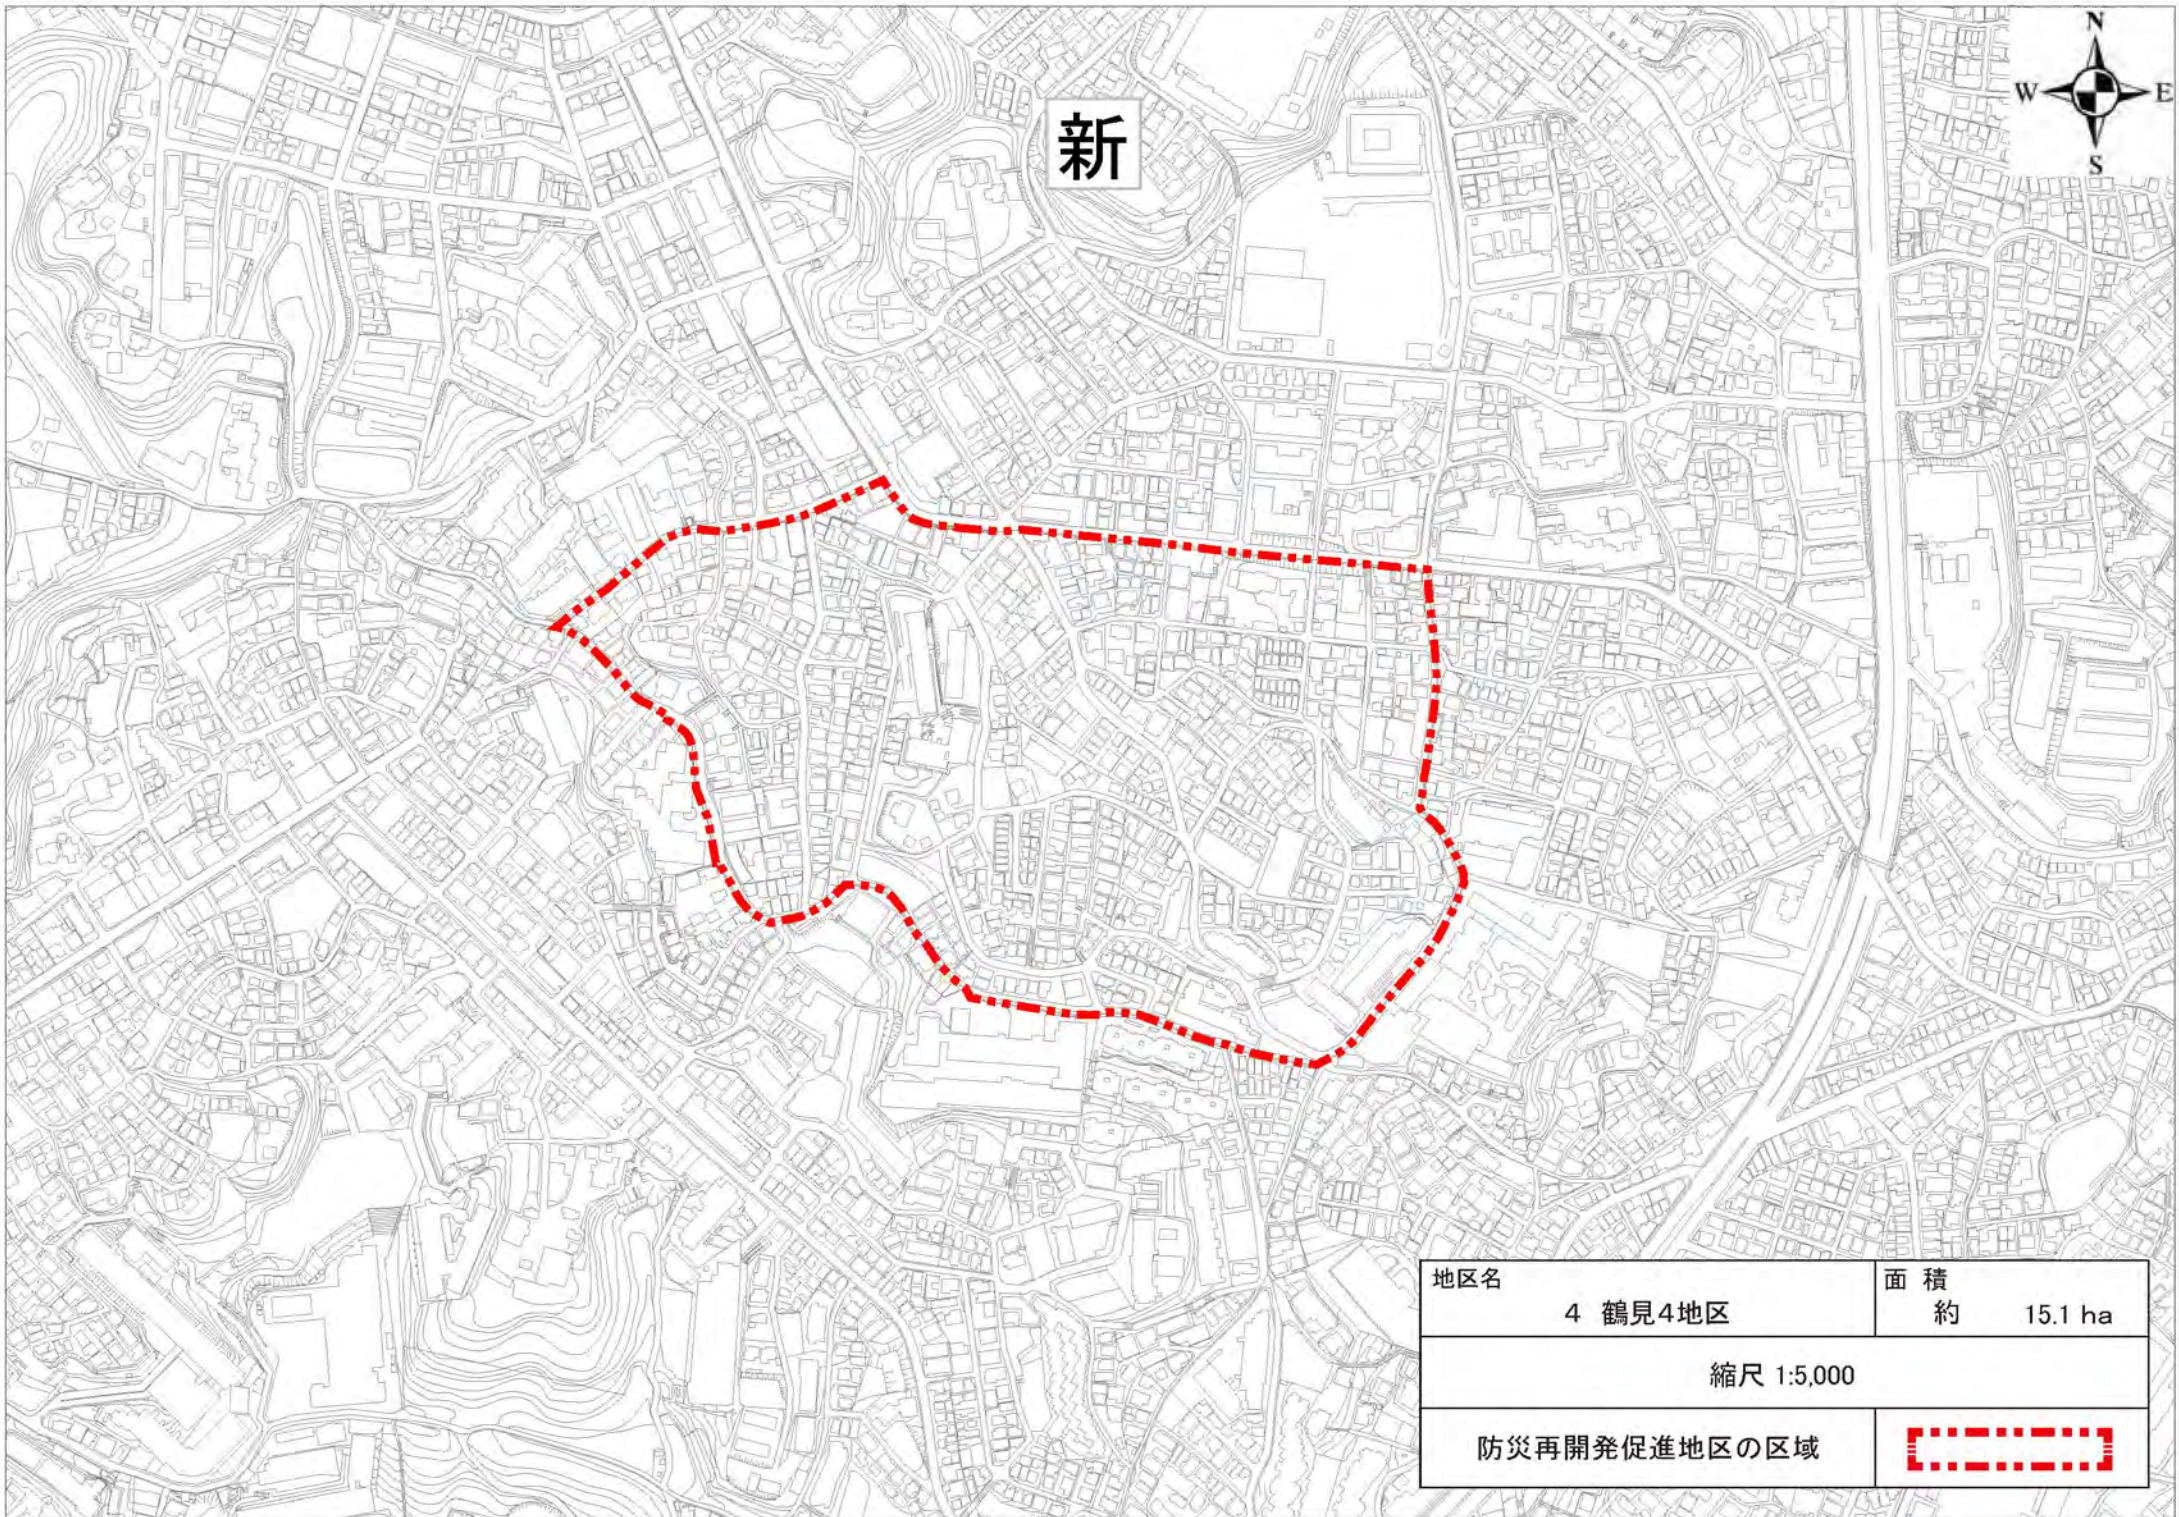 新
N
W E
S
地区名
4 鶴見4地区
面 積
約 15.1 ha
縮尺 1:5,000
防災再開発促進地区の区域